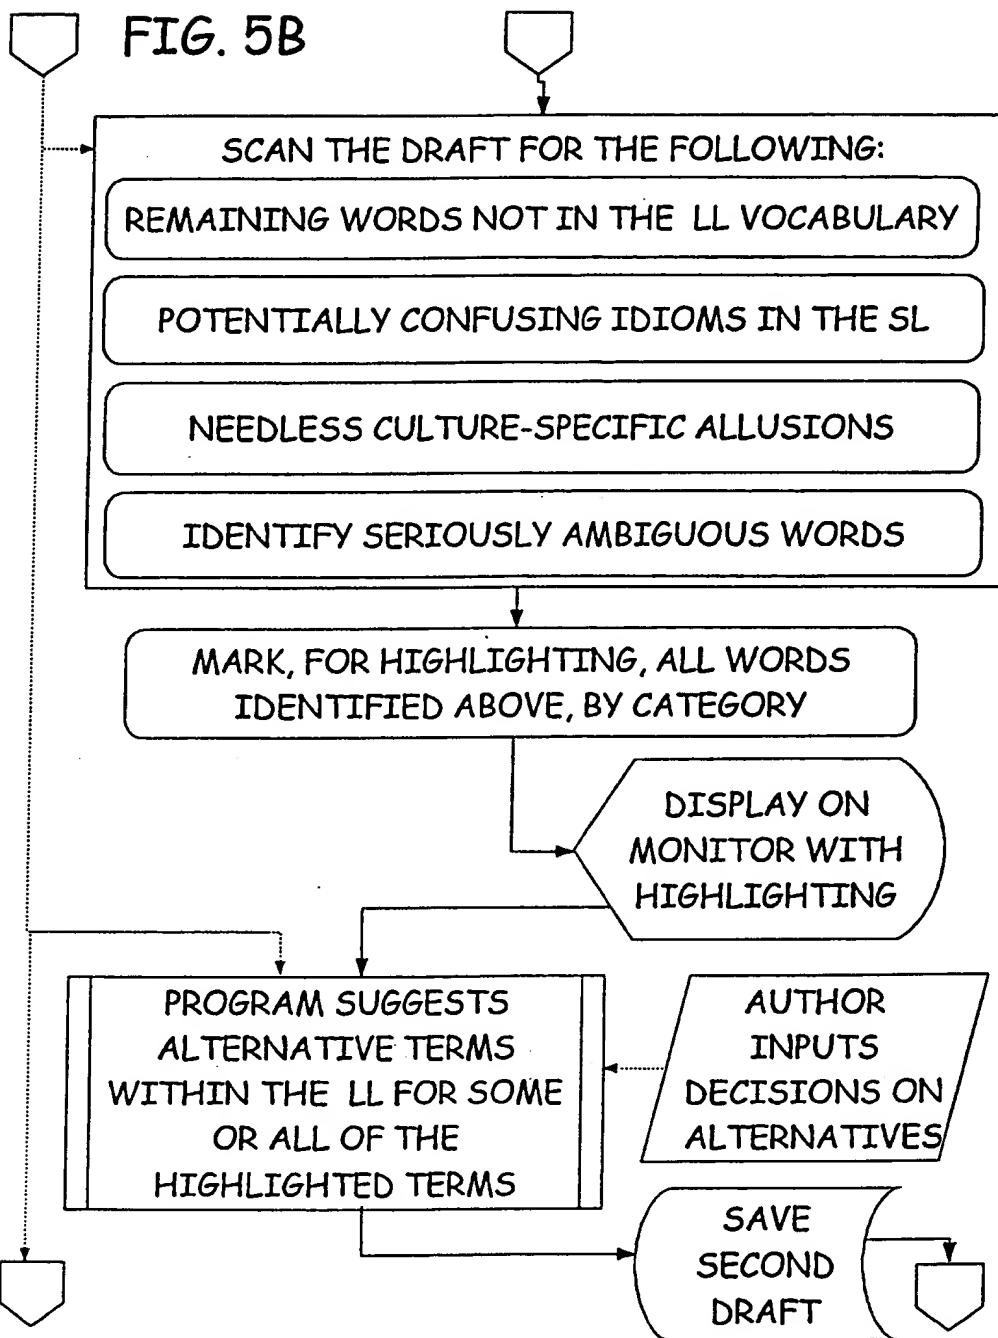 FIG. 5B
SCAN THE DRAFT FOR THE FOLLOWING:
REMAINING WORDS NOT IN THE LL VOCABULARY
POTENTIALLY CONFUSING IDIOMS IN THE SL
NEEDLESS CULTURE-SPECIFIC ALLUSIONS
IDENTIFY SERIOUSLY AMBIGUOUS WORDS
MARK, FOR HIGHLIGHTING, ALL WORDS
IDENTIFIED ABOVE, BY CATEGORY
DISPLAY ON
MONITOR WITH
HIGHLIGHTING
PROGRAM SUGGESTS
ALTERNATIVE TERMS
WITHIN THE LL FOR SOME
OR ALL OF THE
HIGHLIGHTED TERMS
AUTHOR
INPUTS
DECISIONS ON
ALTERNATIVES
SAVE
SECOND
DRAFT